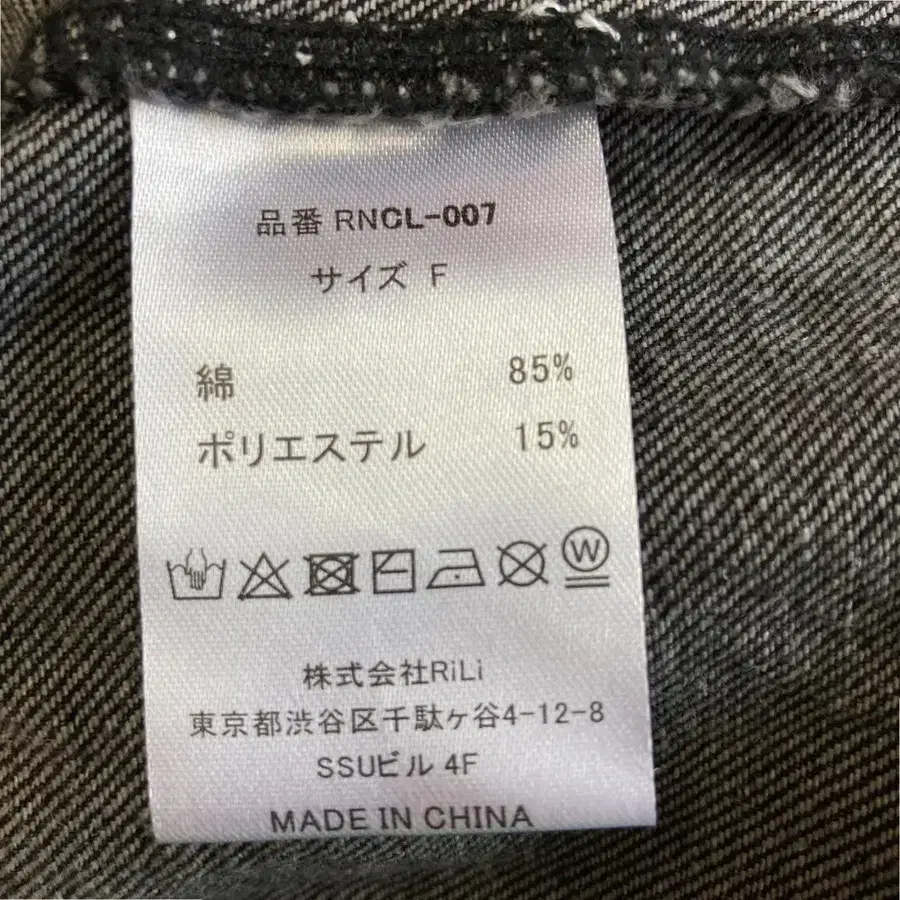 品番 RNCL-007
サイズ F
綿 85%
ポリエステル 15%
W
株式会社RiLi
東京都渋谷区千駄ヶ谷4-12-8
SSUビル 4F
MADE IN CHINA